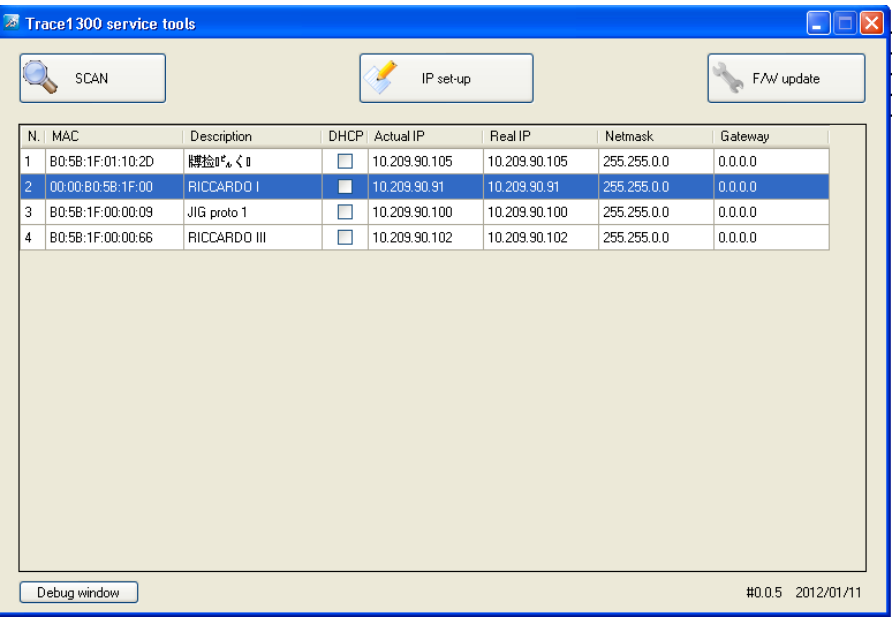 Trace1300 service tools
SCAN IP set-up F/W update
N. MAC Description DHCP Actual IP Real IP Netmask Gateway
1 B0:5B:1F:01:10:2D 10.209.90.105 10.209.90.105 255.255.0.0 0.0.0.0
2 00:00:B0:5B:1F:00 RICCARDO I 10.209.90.91 10.209.90.91 255.255.0.0 0.0.0.0
3 B0:5B:1F:00:00:09 JIG proto 1 10.209.90.100 10.209.90.100 255.255.0.0 0.0.0.0
4 B0:5B:1F:00:00:66 RICCARDO III 10.209.90.102 10.209.90.102 255.255.0.0 0.0.0.0
Debug window #0.0.5 2012/01/11